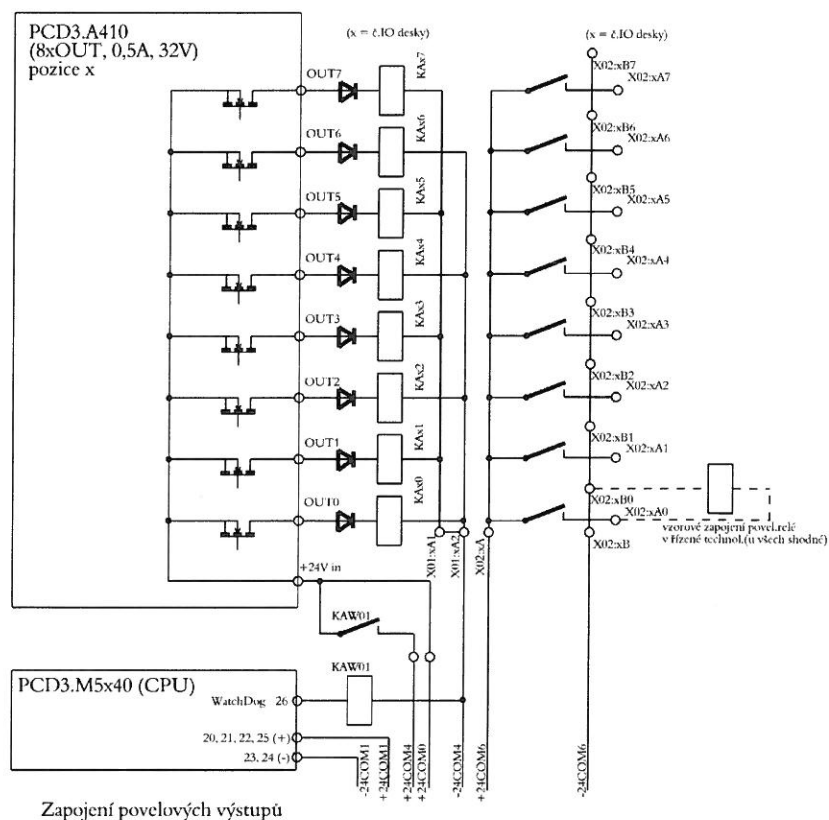 PCD3.A410
(8xOUT, 0,5A, 32V)
pozice x
(x = č.IO desky)
(x = č.IO desky)
OUT7
KAx7
X02:xB7
X02:xA7
OUT6
KAx6
X02:xB6
X02:xA6
OUT5
KAx5
X02:xB5
X02:xA5
OUT4
KAx4
X02:xB4
X02:xA4
OUT3
KAx3
X02:xB3
X02:xA3
OUT2
KAx2
X02:xB2
X02:xA2
OUT1
KAx1
X02:xB1
X02:xA1
OUT0
KAx0
X02:xB0
X02:xA0
vzorové zapojení povel.relé
v řízené technol.(u všech shodné)
X01:xA1
X01:xA2
X02:xA
X02:xB
+24V in
KAW01
KAW01
PCD3.M5x40 (CPU)
WatchDog 26
20, 21, 22, 25 (+)
23, 24 (-)
-24COM1
+24COM1
+24COM4
+24COM0
-24COM4
+24COM6
-24COM6
Zapojení povelových výstupů